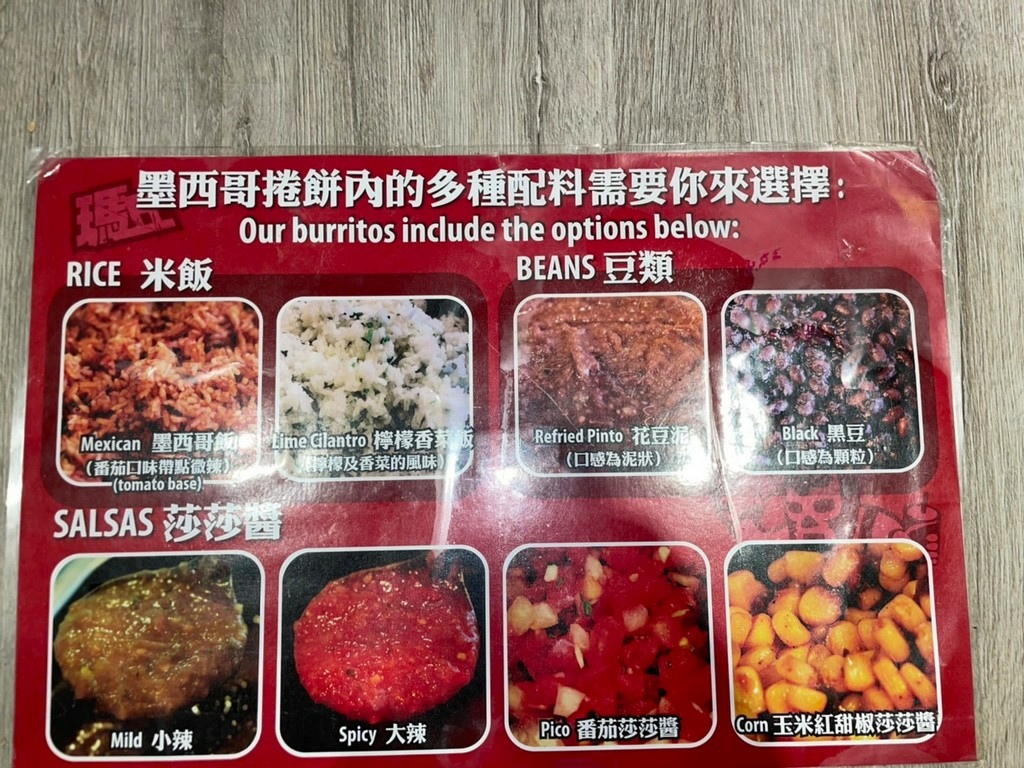 墨西哥捲餅內的多種配料需要你來選擇:
Our burritos include the options below:
RICE 米飯
BEANS 豆類
Mexican 墨西哥飯
(番茄口味帶點微辣)
(tomato base)
Lime Cilantro 檸檬香菜飯
(檸檬及香菜的風味)
Refried Pinto 花豆泥
(口感為泥狀)
Black 黑豆
(口感為顆粒)
SALSAS 莎莎醬
Mild 小辣
Spicy 大辣
Pico 番茄莎莎醬
Corn 玉米紅甜椒莎莎醬